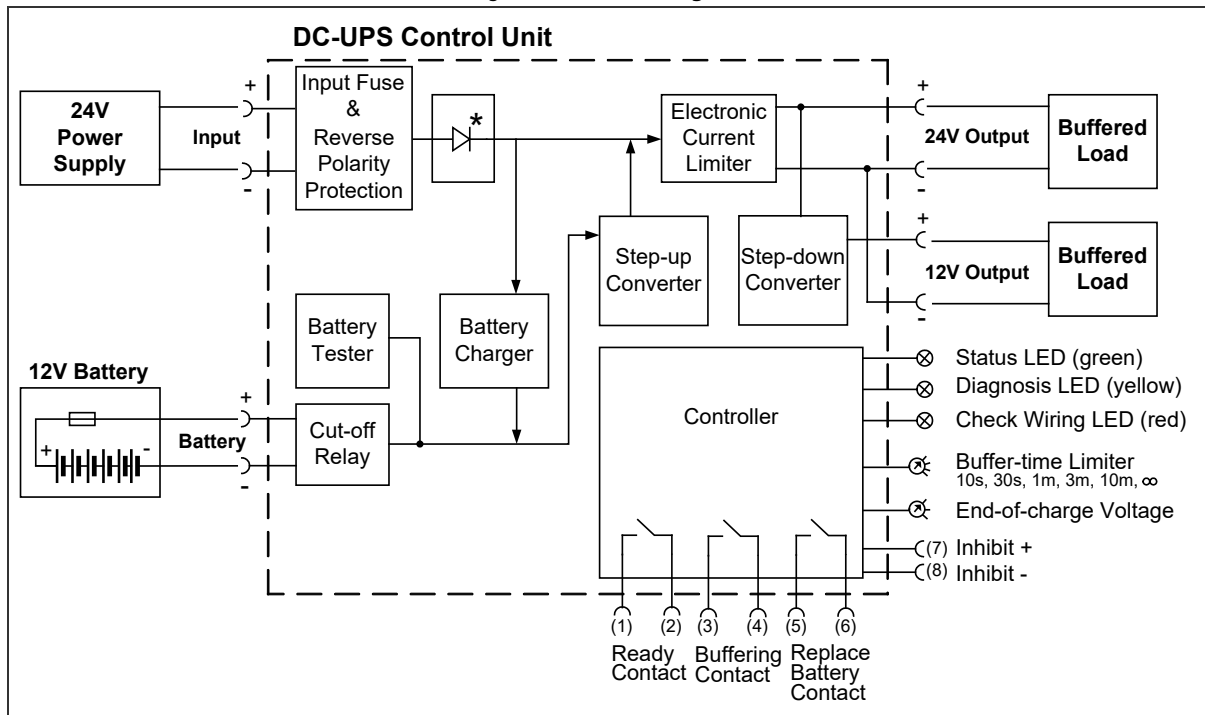 DC-UPS Control Unit
24V
Power
Supply
+
Input
-
Input Fuse
&
Reverse
Polarity
Protection
*
Electronic
Current
Limiter
+
24V Output
-
Buffered
Load
Step-up
Converter
Step-down
Converter
+
12V Output
-
Buffered
Load
Battery
Tester
Battery
Charger
12V Battery
+ -
+
Battery
-
Cut-off
Relay
Controller
Status LED (green)
Diagnosis LED (yellow)
Check Wiring LED (red)
Buffer-time Limiter
10s, 30s, 1m, 3m, 10m, ∞
End-of-charge Voltage
(7) Inhibit +
(8) Inhibit -
(1) (2) (3) (4) (5) (6)
Ready
Contact
Buffering
Contact
Replace
Battery
Contact